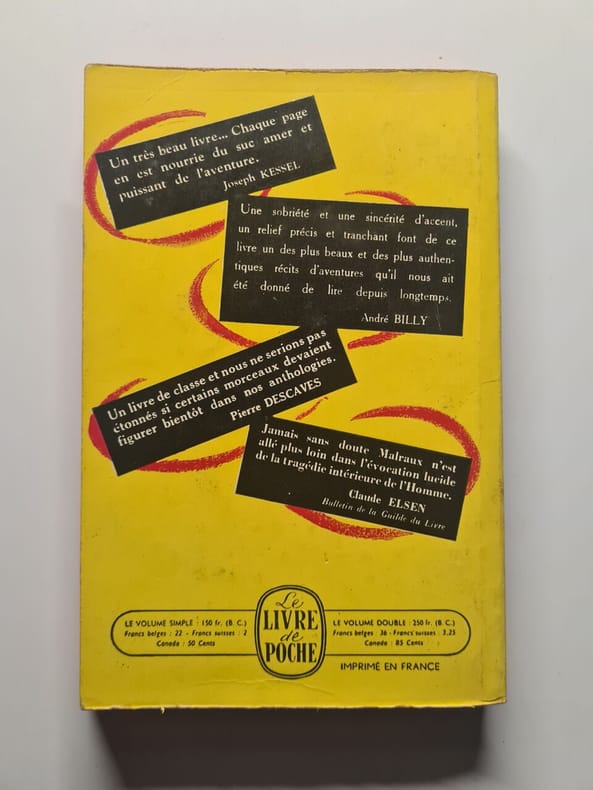 Un très beau livre... Chaque page
en est nourrie du suc amer et
puissant de l'aventure.
Joseph KESSEL
Une sobriété et une sincérité d'accent,
un relief précis et tranchant font de ce
livre un des plus beaux et des plus authen-
tiques récits d'aventures qu'il nous ait
été donné de lire depuis longtemps.
André BILLY
Un livre de classe et nous ne serions pas
étonnés si certains morceaux devaient
figurer bientôt dans nos anthologies.
Pierre DESCAVES
Jamais sans doute Malraux n'est
allé plus loin dans l'évocation lucide
de la tragédie intérieure de l'Homme.
Claude ELSEN
Bulletin de la Guilde du Livre
LE VOLUME SIMPLE : 150 fr. (B. C.)
Francs belges : 22 - Francs suisses : 2
Canada : 50 Cents
Le
LIVRE
de
POCHE
LE VOLUME DOUBLE : 250 fr. (B. C.)
Francs belges : 36 - Francs suisses : 3,25
Canada : 85 Cents
IMPRIMÉ EN FRANCE